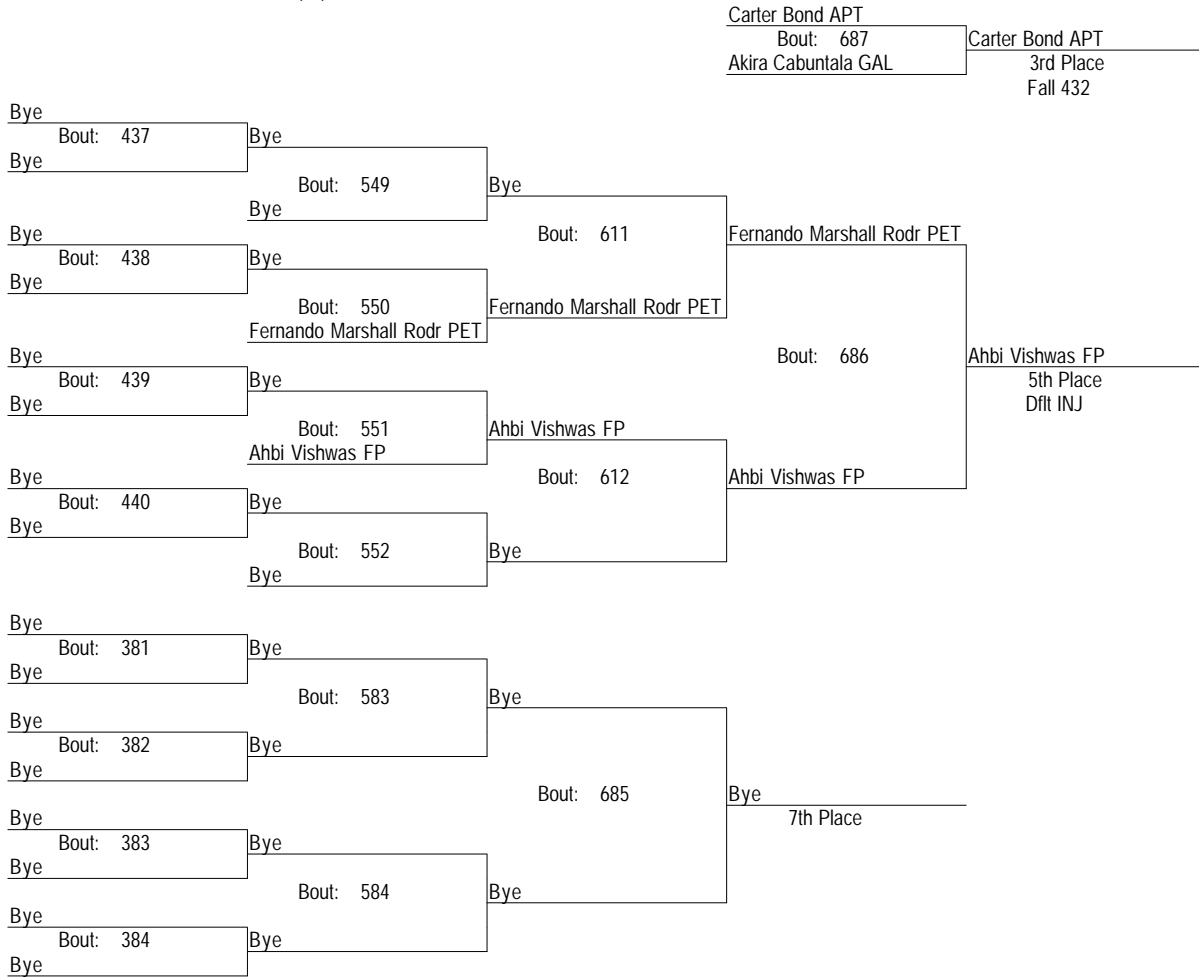 Carter Bond APT
Bout: 687
Carter Bond APT
Akira Cabuntala GAL
3rd Place
Fall 432
Bye
Bout: 437
Bye
Bye
Bout: 549
Bye
Bye
Bye
Bout: 611
Fernando Marshall Rodr PET
Bout: 438
Bye
Bye
Bout: 550
Fernando Marshall Rodr PET
Fernando Marshall Rodr PET
Bye
Bout: 686
Ahbi Vishwas FP
Bout: 439
Bye
5th Place
Bye
Dflt INJ
Bout: 551
Ahbi Vishwas FP
Ahbi Vishwas FP
Bye
Bout: 612
Ahbi Vishwas FP
Bout: 440
Bye
Bye
Bout: 552
Bye
Bye
Bye
Bout: 381
Bye
Bye
Bout: 583
Bye
Bye
Bout: 382
Bye
Bye
Bout: 685
Bye
7th Place
Bye
Bout: 383
Bye
Bye
Bout: 584
Bye
Bye
Bout: 384
Bye
Bye